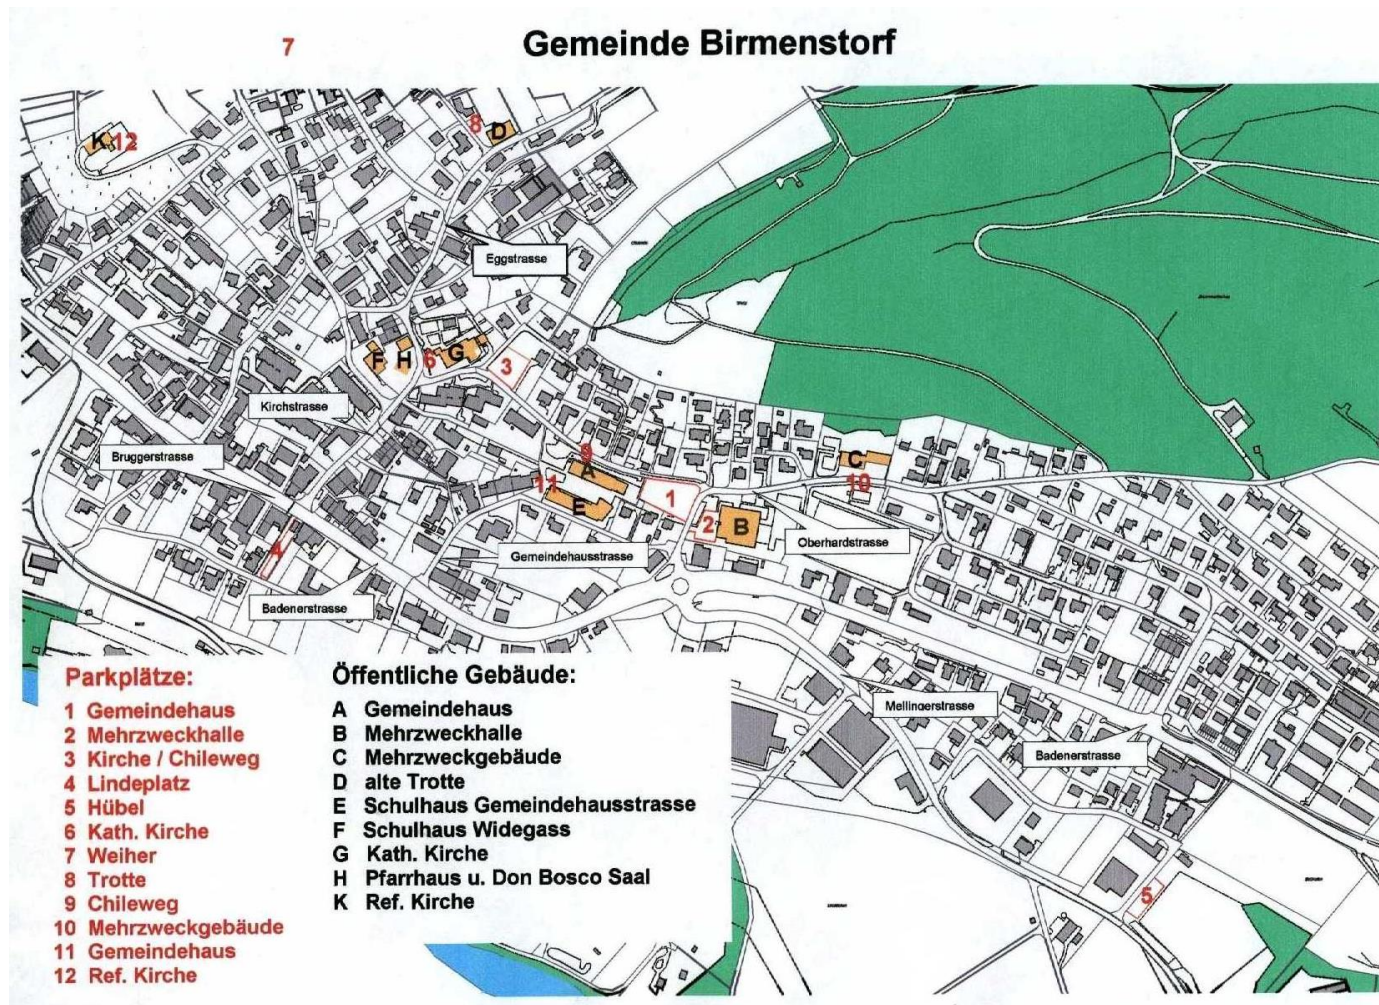 Gemeinde Birmenstorf
7
8
D
K
12
Eggstrasse
F
H
6
G
3
Kirchstrasse
Bruggerstrasse
9
A
C
11
10
1
E
2
B
4
Gemeindehausstrasse
Oberhardstrasse
Badenerstrasse
Mellingerstrasse
Badenerstrasse
5
Parkplätze:
1 Gemeindehaus
2 Mehrzweckhalle
3 Kirche / Chileweg
4 Lindeplatz
5 Hübel
6 Kath. Kirche
7 Weiher
8 Trotte
9 Chileweg
10 Mehrzweckgebäude
11 Gemeindehaus
12 Ref. Kirche
Öffentliche Gebäude:
A Gemeindehaus
B Mehrzweckhalle
C Mehrzweckgebäude
D alte Trotte
E Schulhaus Gemeindehausstrasse
F Schulhaus Widegass
G Kath. Kirche
H Pfarrhaus u. Don Bosco Saal
K Ref. Kirche